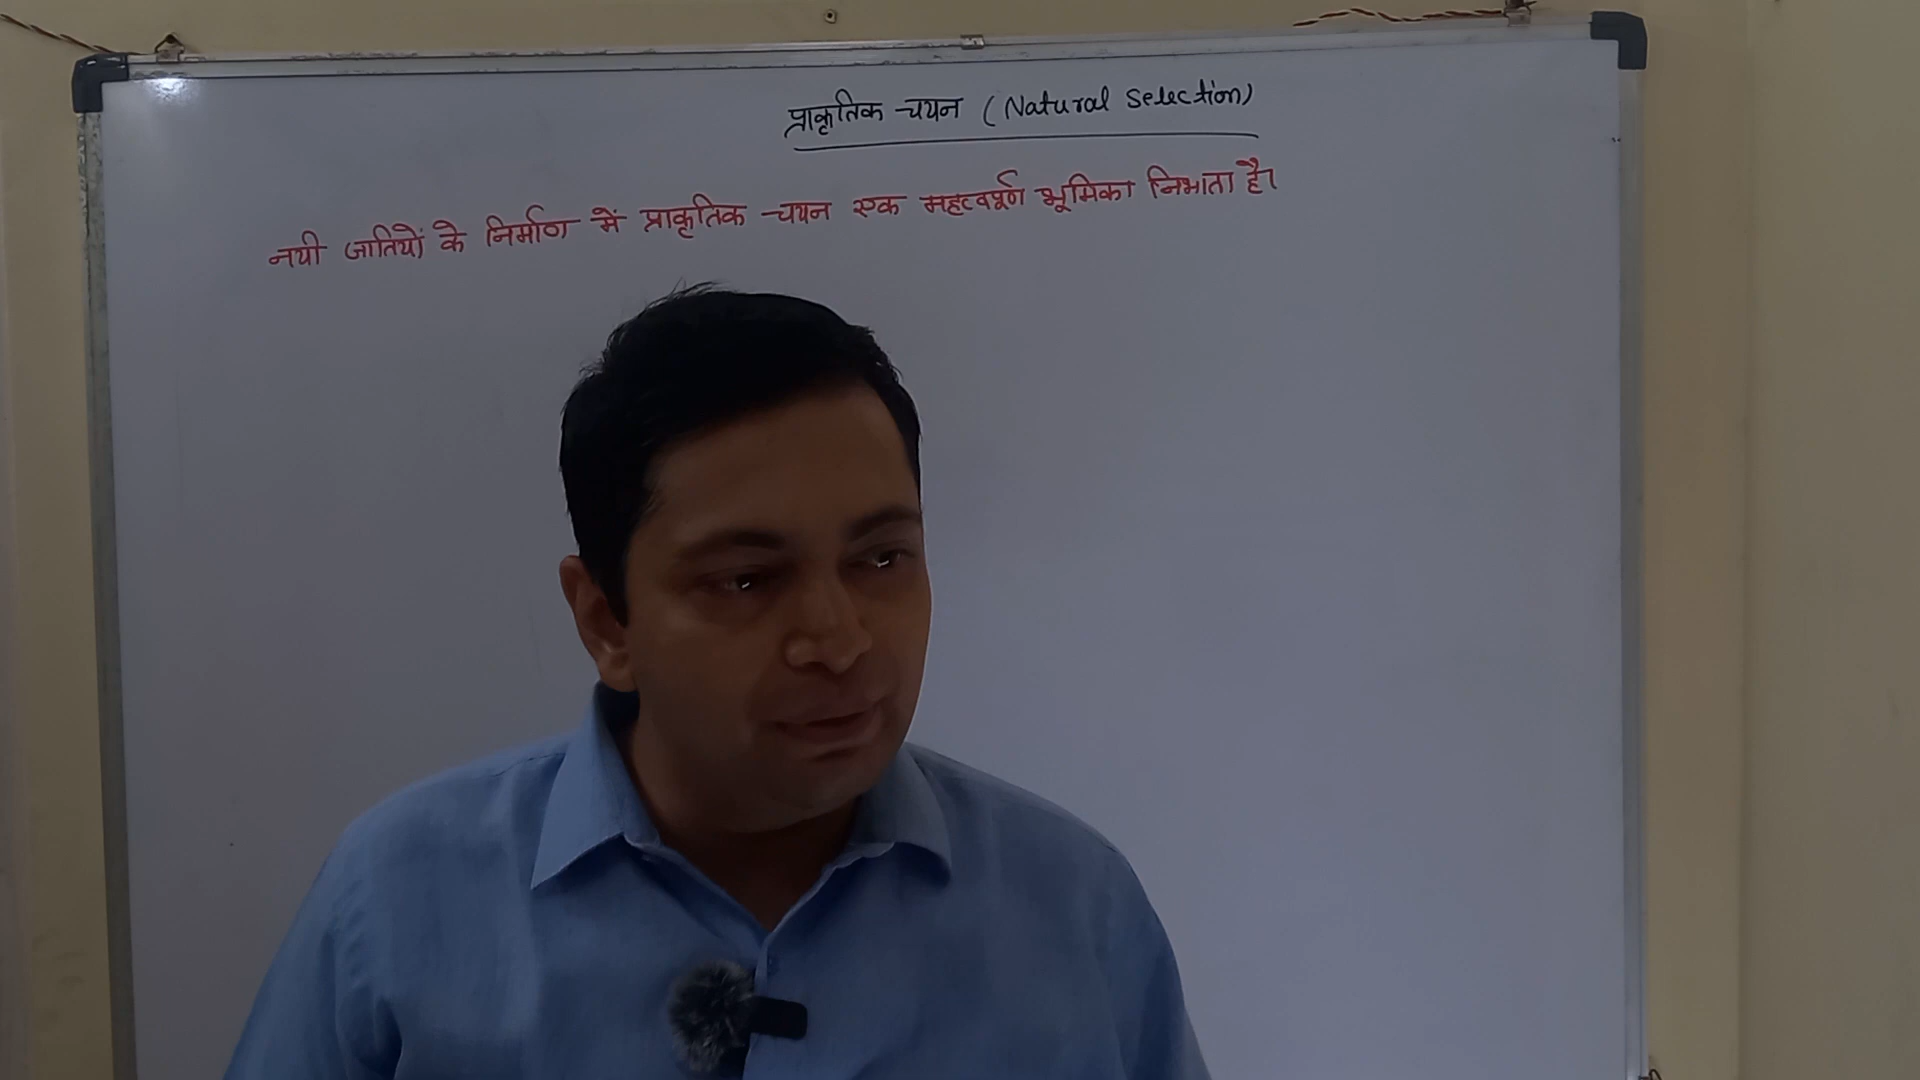 प्राकृतिक चयन (Natural Selection)
नयी जातियों के निर्माण में प्राकृतिक चयन एक महत्वपूर्ण भूमिका निभाता है।